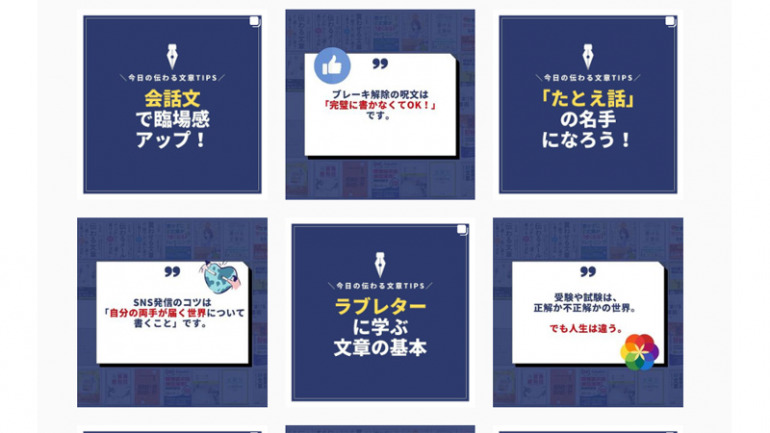 ＼今日の伝わる文章TIPS／
会話文
で臨場感
アップ！
ブレーキ解除の呪文は
「完璧に書かなくてOK！」
です。
＼今日の伝わる文章TIPS／
「たとえ話」
の名手
になろう！
SNS発信のコツは
「自分の両手が届く世界について
書くこと」です。
＼今日の伝わる文章TIPS／
ラブレター
に学ぶ
文章の基本
受験や試験は、
正解か不正解かの世界。
でも人生は違う。